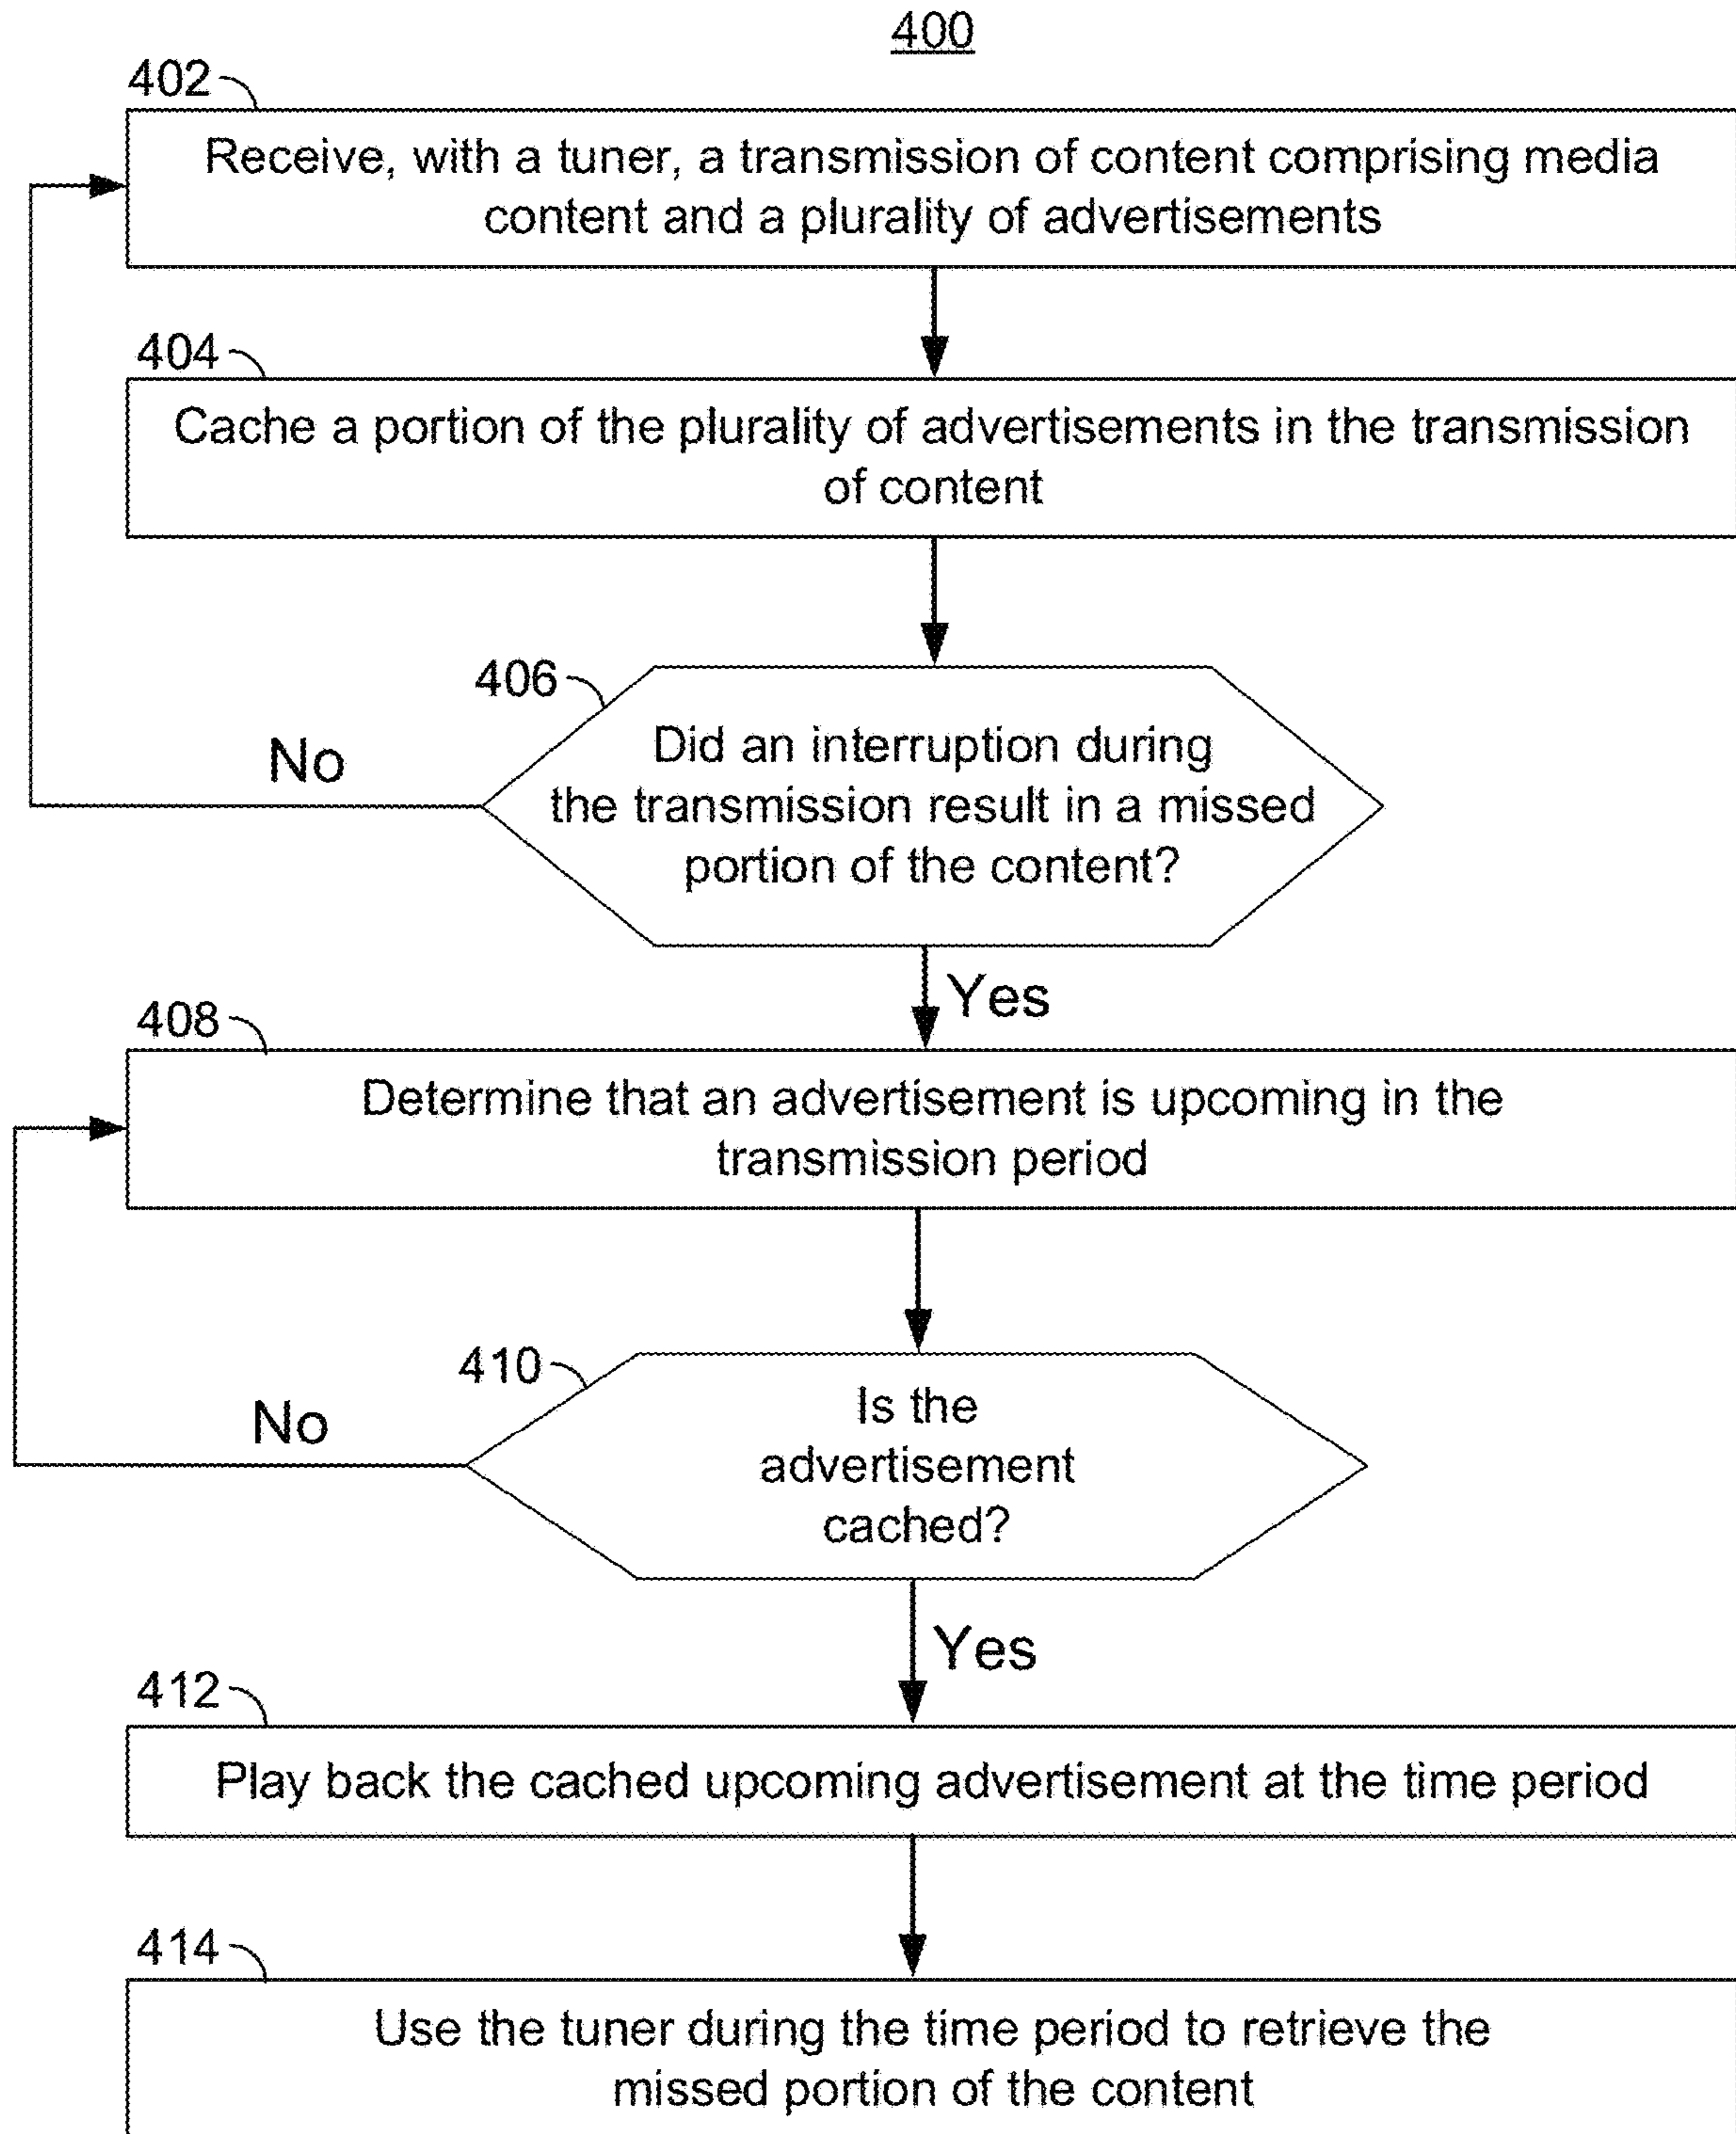 400
402
Receive, with a tuner, a transmission of content comprising media
content and a plurality of advertisements
404
Cache a portion of the plurality of advertisements in the transmission
of content
406
Did an interruption during
the transmission result in a missed
portion of the content?
No
Yes
408
Determine that an advertisement is upcoming in the
transmission period
410
Is the
advertisement
cached?
No
Yes
412
Play back the cached upcoming advertisement at the time period
414
Use the tuner during the time period to retrieve the
missed portion of the content